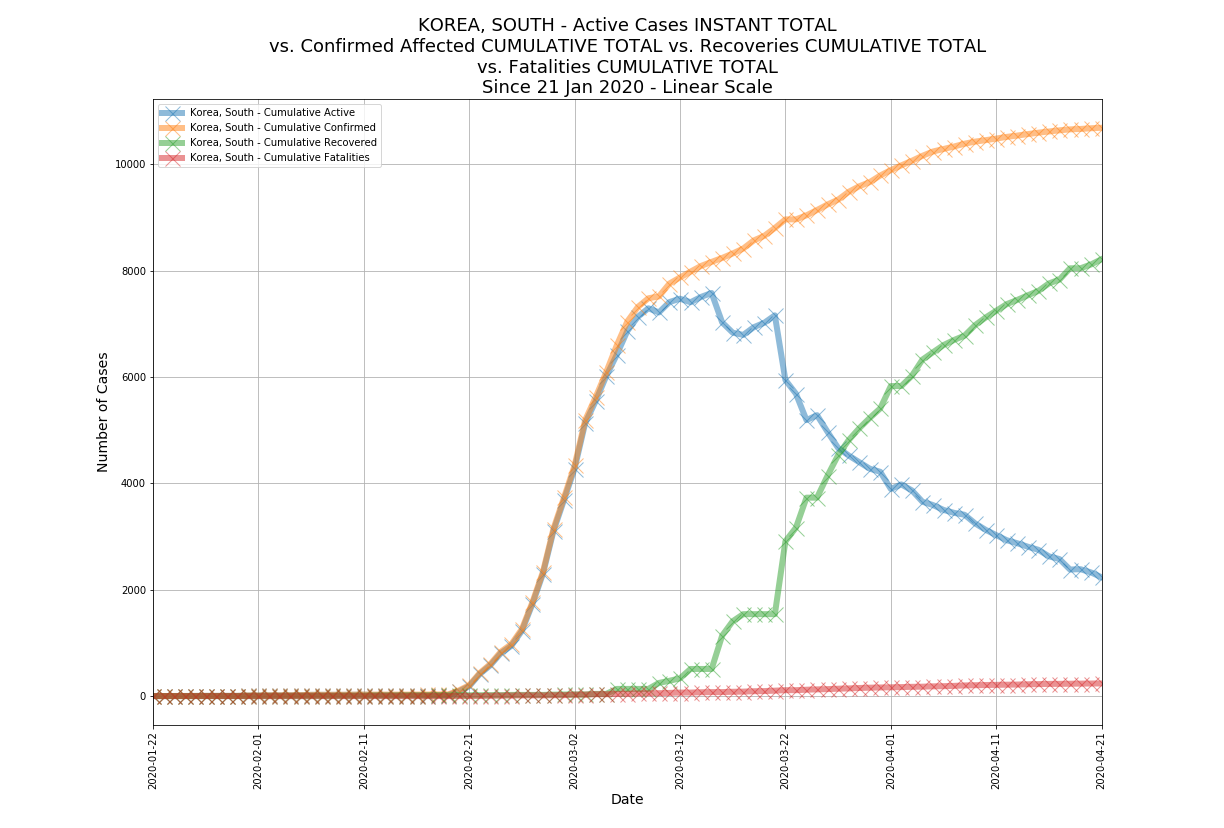 KOREA, SOUTH - Active Cases INSTANT TOTAL
vs. Confirmed Affected CUMULATIVE TOTAL vs. Recoveries CUMULATIVE TOTAL
vs. Fatalities CUMULATIVE TOTAL
Since 21 Jan 2020 - Linear Scale
Korea, South - Cumulative Active
Korea, South - Cumulative Confirmed
Korea, South - Cumulative Recovered
Korea, South - Cumulative Fatalities
10000
8000
6000
4000
2000
0
Number of Cases
2020-01-22
2020-02-01
2020-02-11
2020-02-21
2020-03-02
2020-03-12
2020-03-22
2020-04-01
2020-04-11
2020-04-21
Date